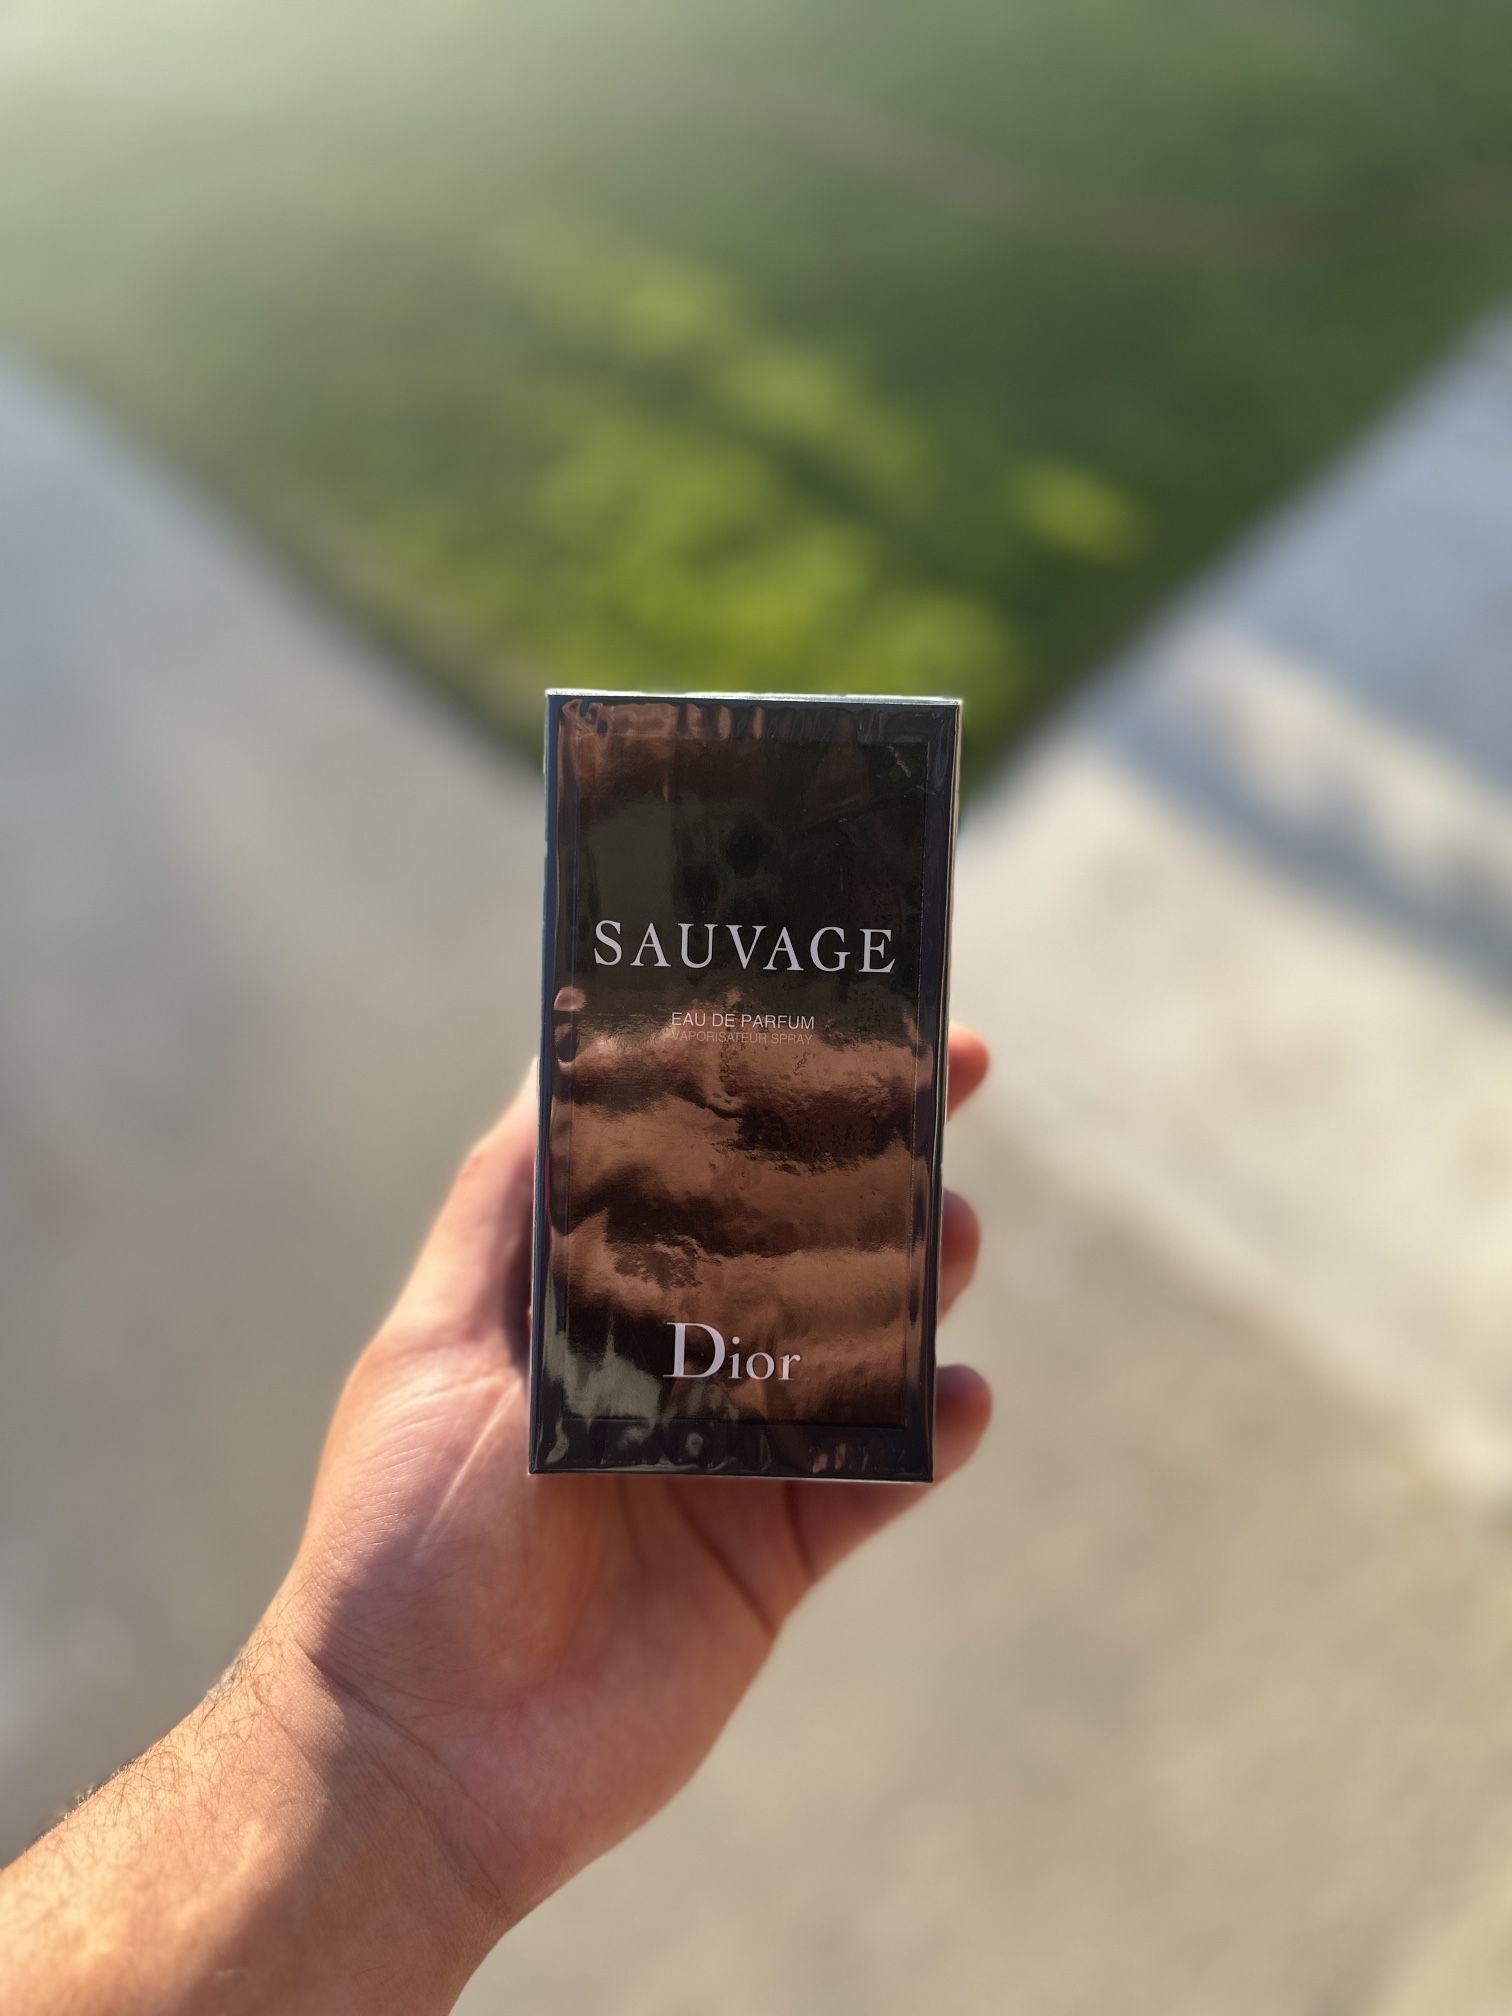 SAUVAGE
EAU DE PARFUM
VAPORISATEUR SPRAY
Dior